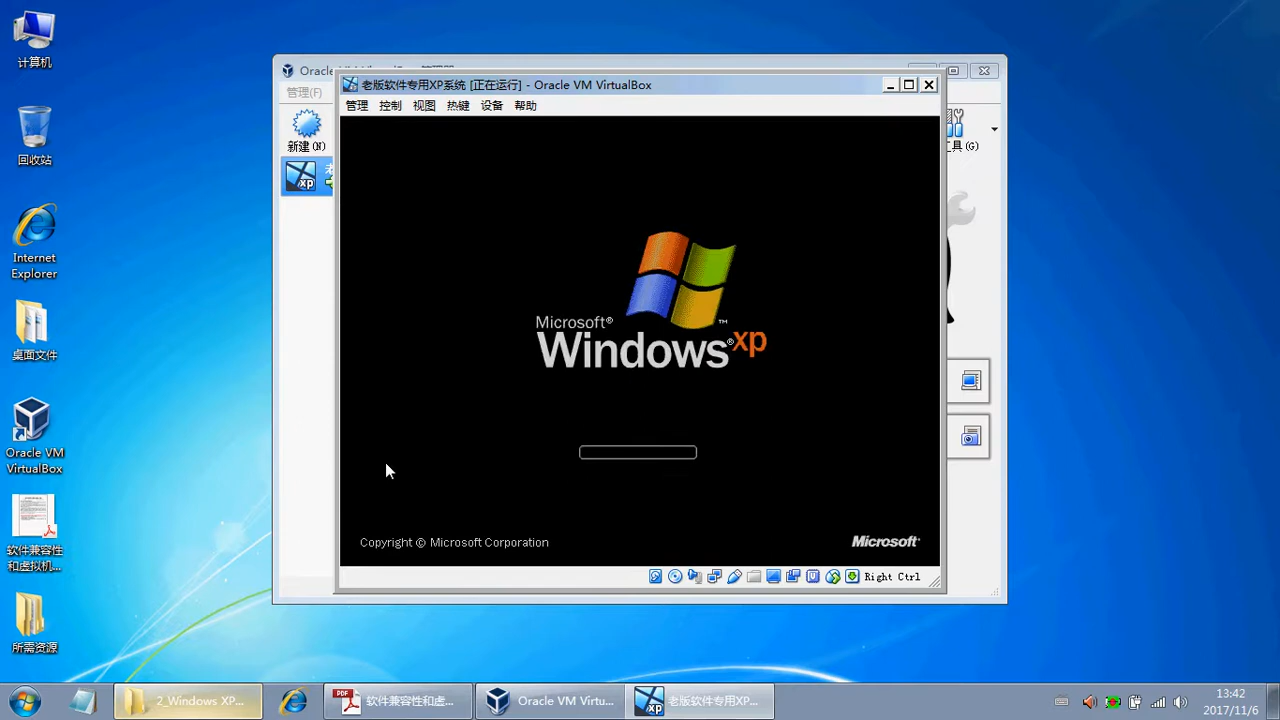 计算机
回收站
Internet
Explorer
桌面文件
Oracle VM
VirtualBox
软件兼容性
和虚拟机...
所需资源
Oracle
管理(F)
新建(N)
xp
工具(G)
老版软件专用XP系统 [正在运行] - Oracle VM VirtualBox
管理 控制 视图 热键 设备 帮助
Microsoft®
Windows®xp™
Copyright © Microsoft Corporation
Microsoft®
Right Ctrl
2_Windows XP...
PDF
软件兼容性和虚...
Oracle VM Virtu...
老版软件专用XP...
13:42
2017/11/6